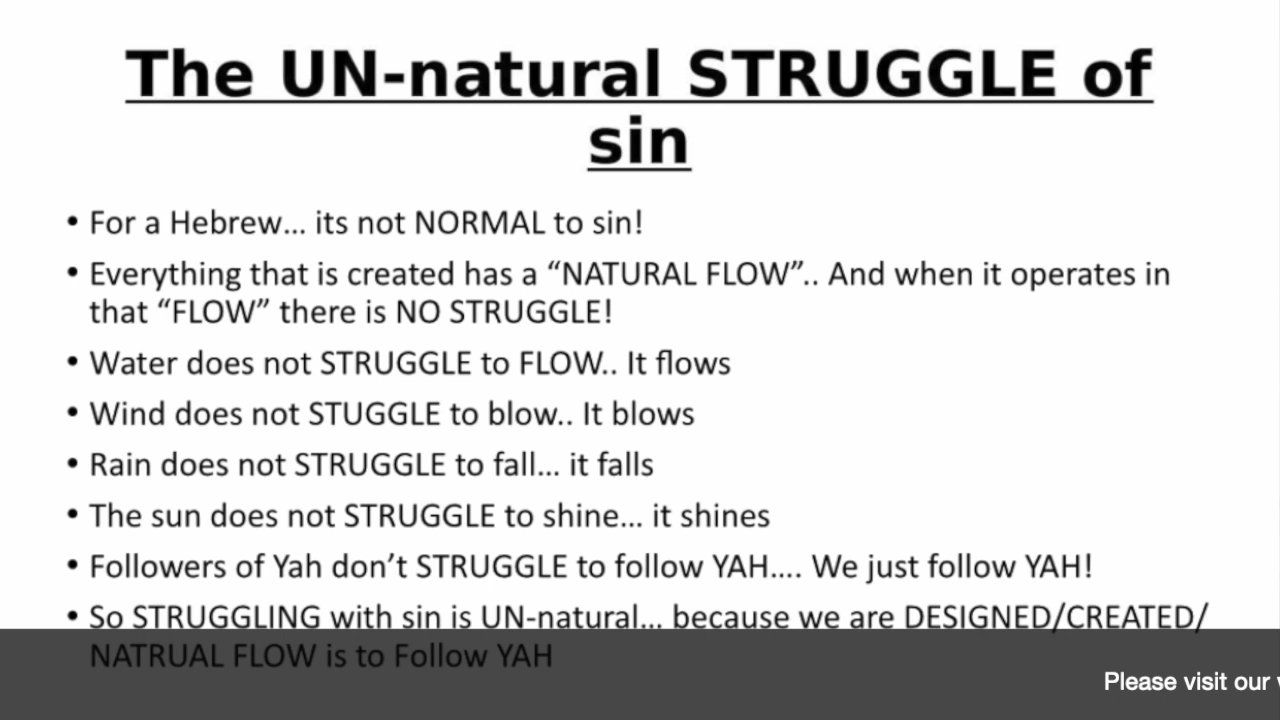 The UN-natural STRUGGLE of
sin
• For a Hebrew... its not NORMAL to sin!
• Everything that is created has a “NATURAL FLOW”.. And when it operates in
that “FLOW” there is NO STRUGGLE!
• Water does not STRUGGLE to FLOW.. It flows
• Wind does not STUGGLE to blow.. It blows
• Rain does not STRUGGLE to fall... it falls
• The sun does not STRUGGLE to shine... it shines
• Followers of Yah don’t STRUGGLE to follow YAH.... We just follow YAH!
• So STRUGGLING with sin is UN-natural... because we are DESIGNED/CREATED/
NATRUAL FLOW is to Follow YAH
Please visit our